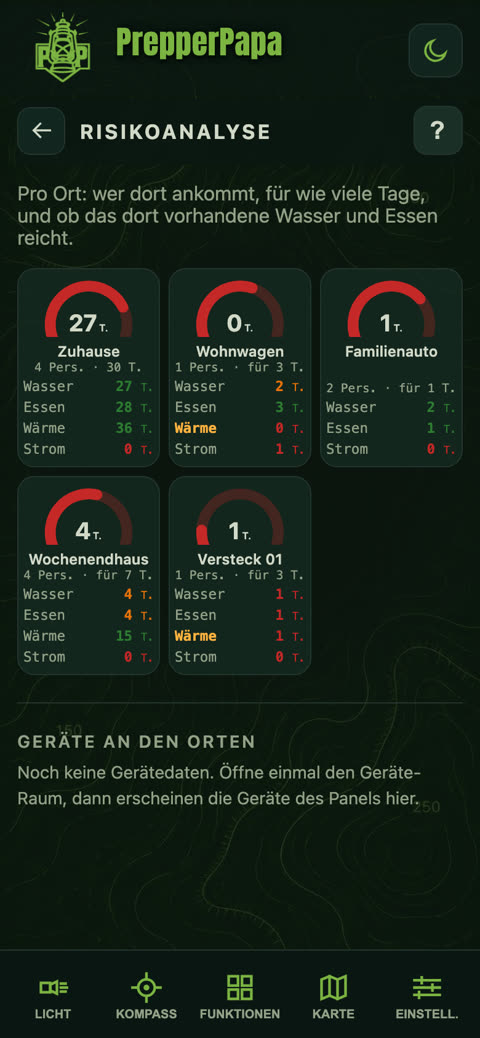 PP
PrepperPapa
RISIKOANALYSE
?
Pro Ort: wer dort ankommt, für wie viele Tage,
und ob das dort vorhandene Wasser und Essen
reicht.
27 T.
Zuhause
4 Pers. · 30 T.
Wasser 27 T.
Essen 28 T.
Wärme 36 T.
Strom 0 T.
0 T.
Wohnwagen
1 Pers. · für 3 T.
Wasser 2 T.
Essen 3 T.
Wärme 0 T.
Strom 1 T.
1 T.
Familienauto
2 Pers. · für 1 T.
Wasser 2 T.
Essen 1 T.
Strom 0 T.
4 T.
Wochenendhaus
4 Pers. · für 7 T.
Wasser 4 T.
Essen 4 T.
Wärme 15 T.
Strom 0 T.
1 T.
Versteck 01
1 Pers. · für 3 T.
Wasser 1 T.
Essen 1 T.
Wärme 1 T.
Strom 0 T.
150
GERÄTE AN DEN ORTEN
Noch keine Gerätedaten. Öffne einmal den Geräte-
Raum, dann erscheinen die Geräte des Panels hier.
250
LICHT
KOMPASS
FUNKTIONEN
KARTE
EINSTELL.